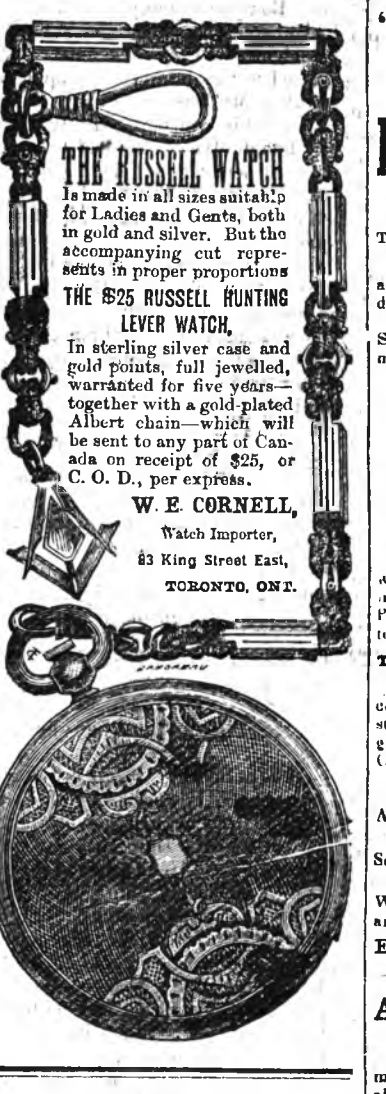 THE RUSSELL WATCH
Is made in all sizes suitable
for Ladies and Gents, both
in gold and silver. But the
accompanying cut repre-
sents in proper proportions
THE $25 RUSSELL HUNTING
LEVER WATCH,
In sterling silver case and
gold points, full jewelled,
warranted for five years—
together with a gold-plated
Albert chain—which will
be sent to any part of Can-
ada on receipt of $25, or
C. O. D., per express.
W. E. CORNELL,
Watch Importer,
83 King Street East,
TORONTO, ONT.